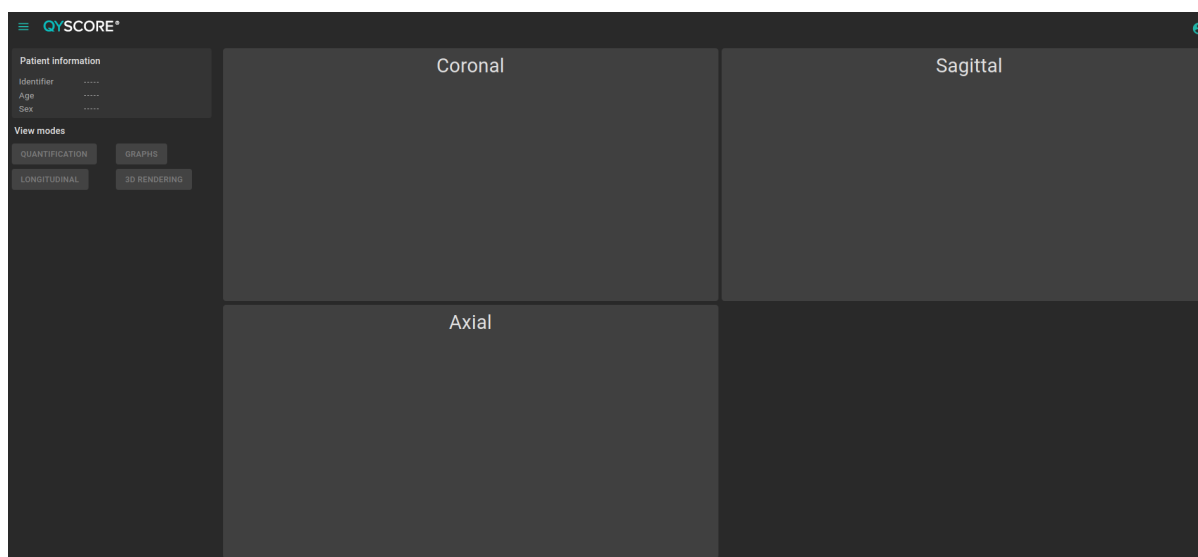 QYSCORE®
Patient information
Identifier -----
Age -----
Sex -----
View modes
QUANTIFICATION GRAPHS
LONGITUDINAL 3D RENDERING
Coronal
Sagittal
Axial